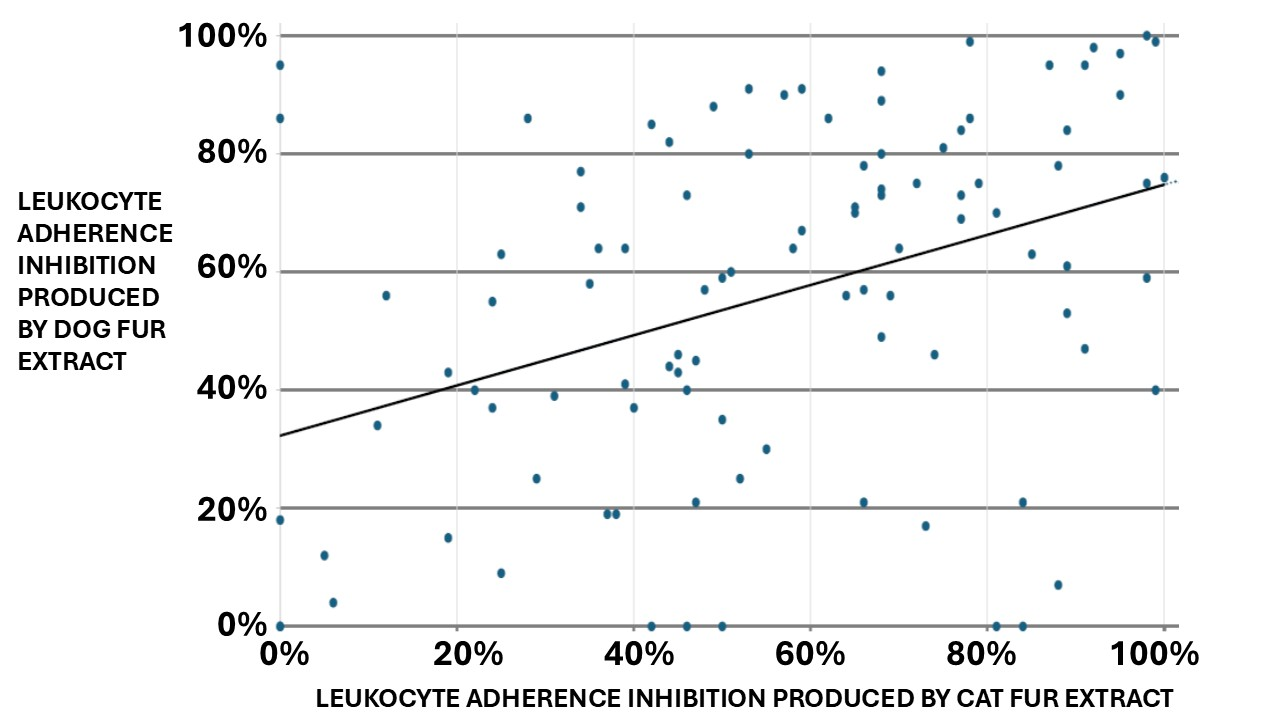 100%
80%
LEUKOCYTE
ADHERENCE
INHIBITION
PRODUCED
BY DOG FUR
EXTRACT
60%
40%
20%
0%
0% 20% 40% 60% 80% 100%
LEUKOCYTE ADHERENCE INHIBITION PRODUCED BY CAT FUR EXTRACT